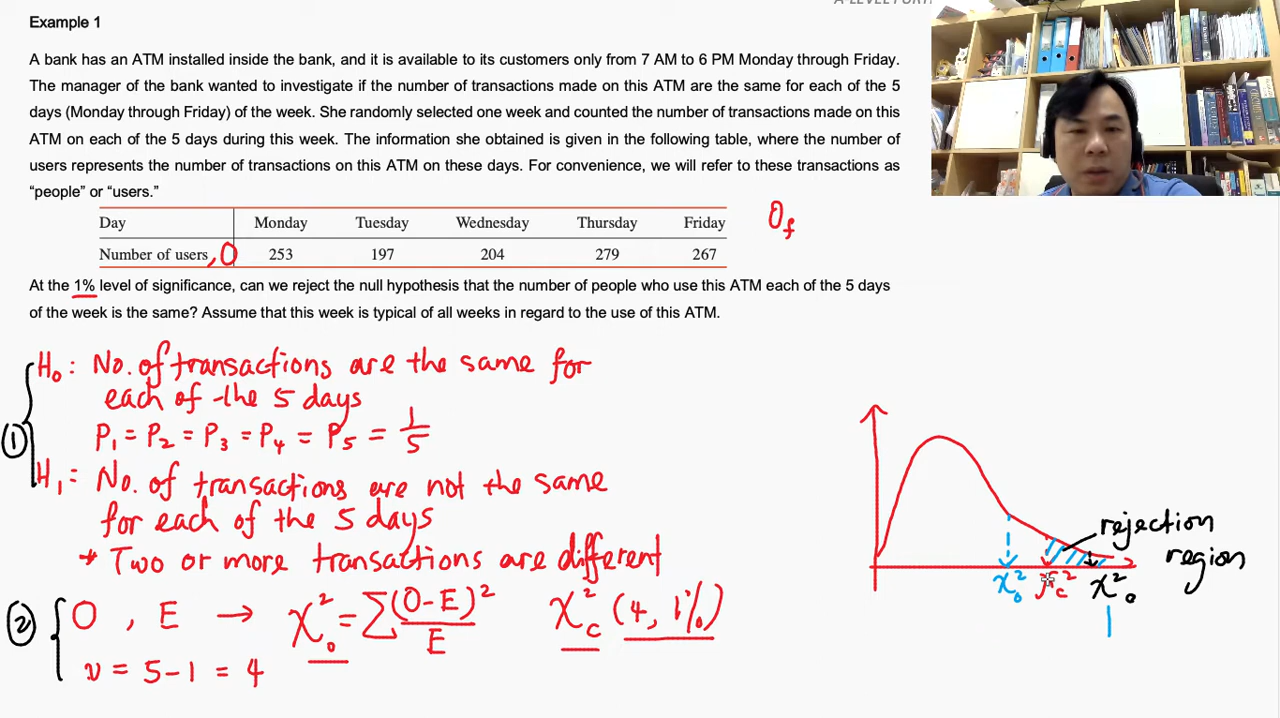 Example 1
A bank has an ATM installed inside the bank, and it is available to its customers only from 7 AM to 6 PM Monday through Friday.
The manager of the bank wanted to investigate if the number of transactions made on this ATM are the same for each of the 5
days (Monday through Friday) of the week. She randomly selected one week and counted the number of transactions made on this
ATM on each of the 5 days during this week. The information she obtained is given in the following table, where the number of
users represents the number of transactions on this ATM on these days. For convenience, we will refer to these transactions as
“people” or “users.”
Day Monday Tuesday Wednesday Thursday Friday
Number of users, O 253 197 204 279 267
O_f
At the 1% level of significance, can we reject the null hypothesis that the number of people who use this ATM each of the 5 days
of the week is the same? Assume that this week is typical of all weeks in regard to the use of this ATM.
① H₀: No. of transactions are the same for
each of the 5 days
P₁ = P₂ = P₃ = P₄ = P₅ = 1/5
H₁: No. of transactions are not the same
for each of the 5 days
* Two or more transactions are different
② O, E → χ²₀ = Σ(O-E)²/E χ²_c (4, 1%)
ν = 5-1 = 4
rejection
region
χ²₀ χ²_c χ²₀